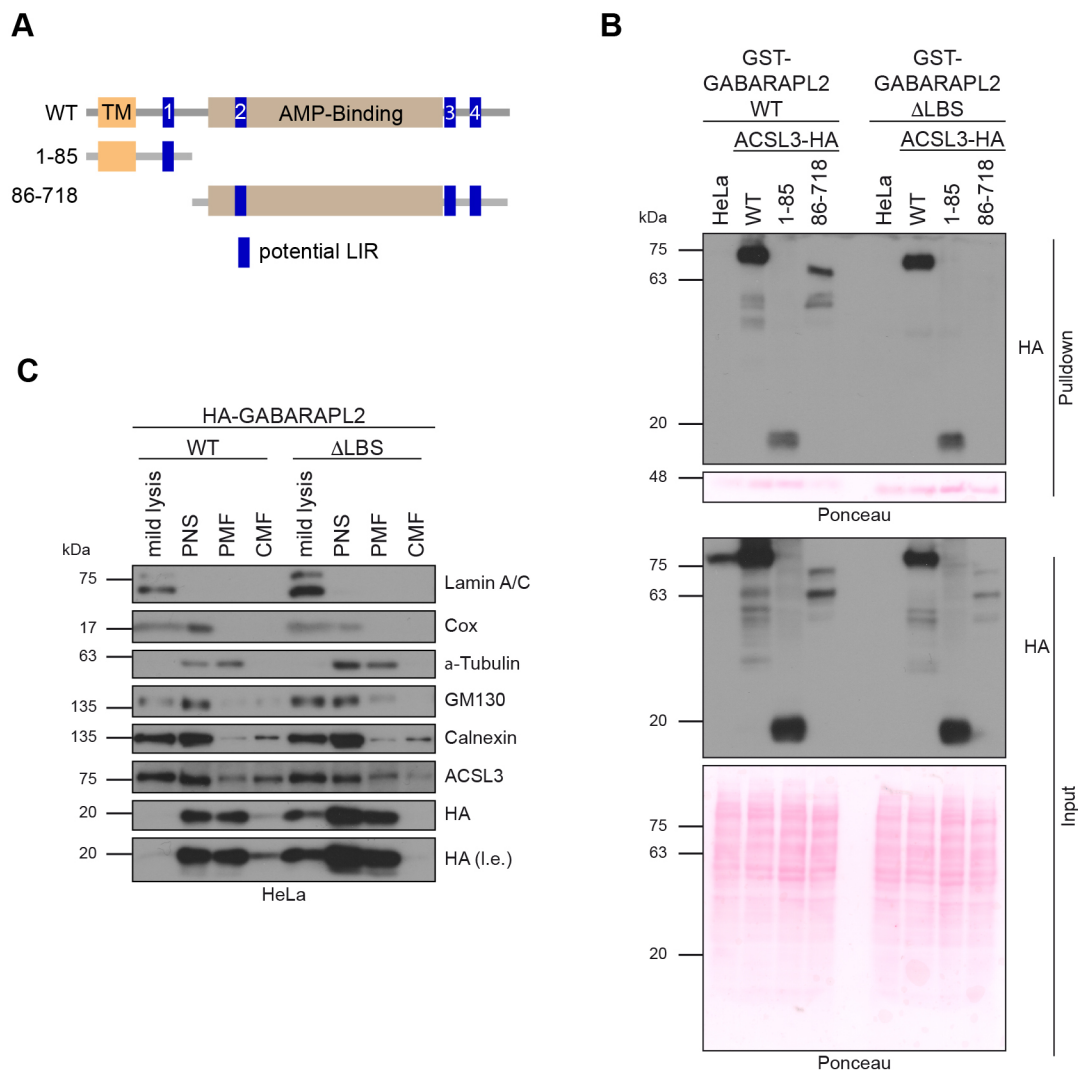 A
WT TM 1 2 AMP-Binding 3 4
1-85
86-718
potential LIR
B
GST-
GABARAPL2
WT
GST-
GABARAPL2
ΔLBS
ACSL3-HA ACSL3-HA
HeLa WT 1-85 86-718 HeLa WT 1-85 86-718
kDa
75
63
20
HA
Pulldown
48
Ponceau
75
63
20
HA
75
63
20
Input
Ponceau
C
HA-GABARAPL2
WT ΔLBS
mild lysis PNS PMF CMF mild lysis PNS PMF CMF
kDa
75 Lamin A/C
17 Cox
63 a-Tubulin
135 GM130
135 Calnexin
75 ACSL3
20 HA
20 HA (l.e.)
HeLa